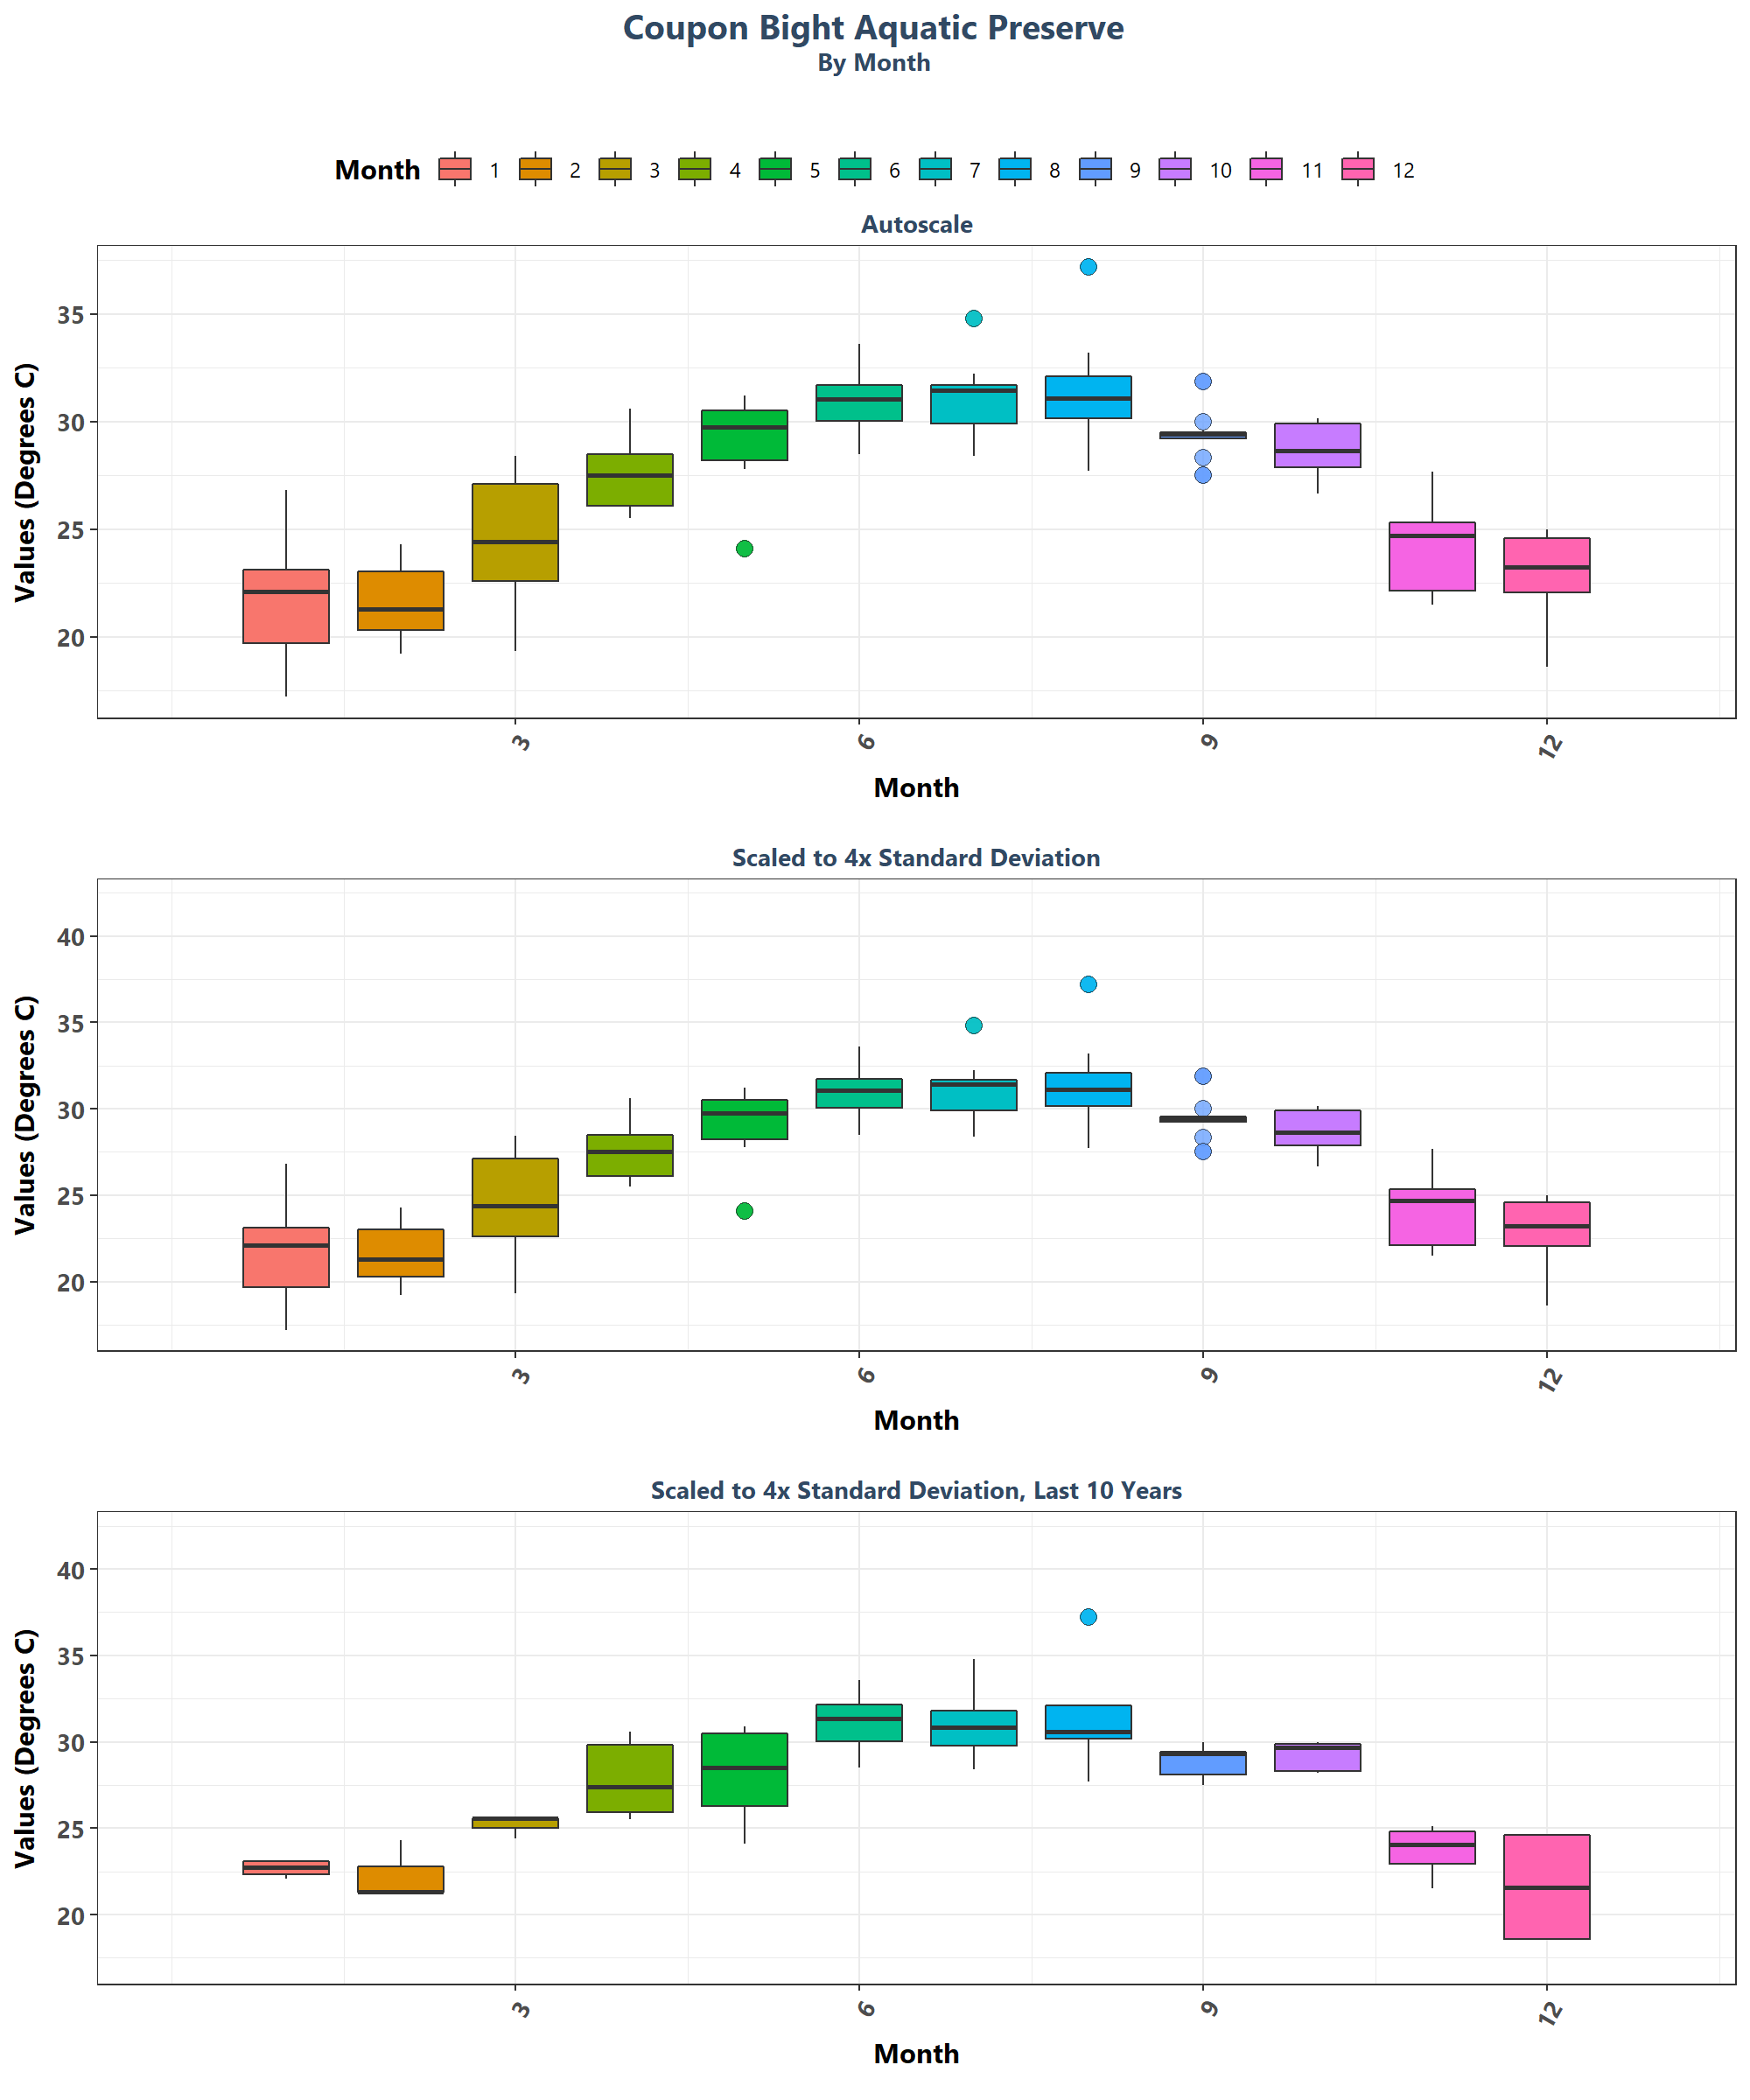 Coupon Bight Aquatic Preserve
By Month
Month 1 2 3 4 5 6 7 8 9 10 11 12
Autoscale
Values (Degrees C)
35
30
25
20
3 6 9 12
Month
Scaled to 4x Standard Deviation
Values (Degrees C)
40
35
30
25
20
3 6 9 12
Month
Scaled to 4x Standard Deviation, Last 10 Years
Values (Degrees C)
40
35
30
25
20
3 6 9 12
Month